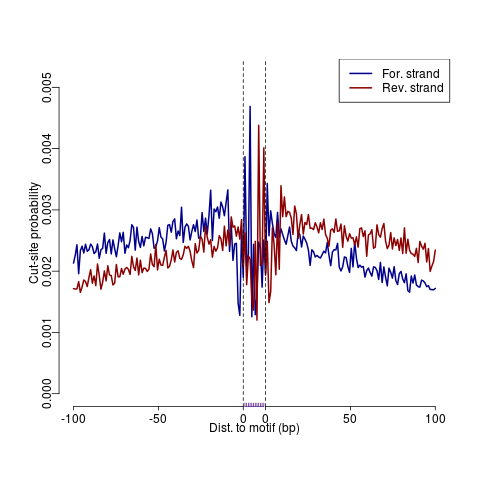 For. strand
Rev. strand
Cut-site probability
0.005
0.004
0.003
0.002
0.001
0.000
-100 -50 0 0 50 100
Dist. to motif (bp)